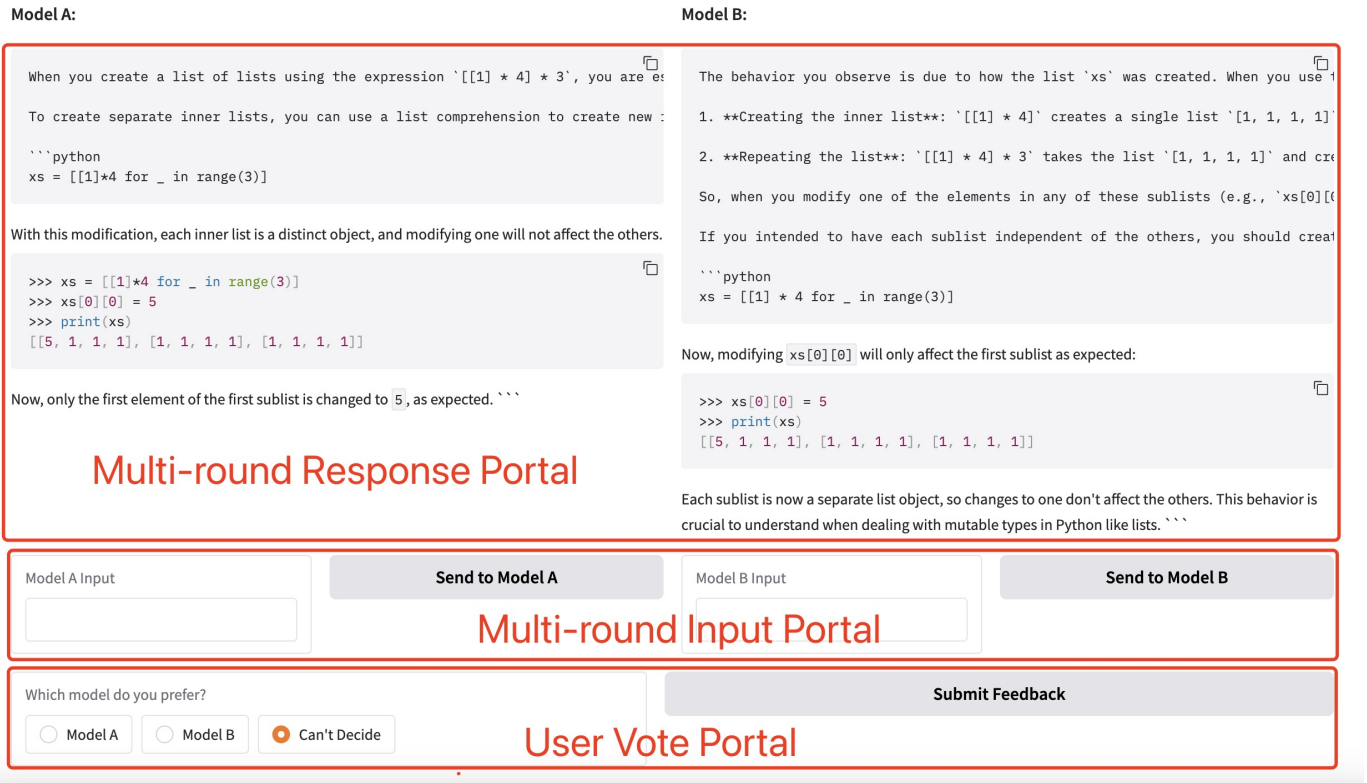 Model A:
When you create a list of lists using the expression `[[1] * 4] * 3`, you are es
To create separate inner lists, you can use a list comprehension to create new
```python
xs = [[1]*4 for _ in range(3)]
With this modification, each inner list is a distinct object, and modifying one will not affect the others.
>>> xs = [[1]*4 for _ in range(3)]
>>> xs[0][0] = 5
>>> print(xs)
[[5, 1, 1, 1], [1, 1, 1, 1], [1, 1, 1, 1]]
Now, only the first element of the first sublist is changed to 5, as expected. ```
Model B:
The behavior you observe is due to how the list `xs` was created. When you use
1. **Creating the inner list**: `[[1] * 4]` creates a single list `[1, 1, 1, 1]`
2. **Repeating the list**: `[[1] * 4] * 3` takes the list `[1, 1, 1, 1]` and cre
So, when you modify one of the elements in any of these sublists (e.g., `xs[0][0
If you intended to have each sublist independent of the others, you should creat
```python
xs = [[1] * 4 for _ in range(3)]
Now, modifying xs[0][0] will only affect the first sublist as expected:
>>> xs[0][0] = 5
>>> print(xs)
[[5, 1, 1, 1], [1, 1, 1, 1], [1, 1, 1, 1]]
Each sublist is now a separate list object, so changes to one don't affect the others. This behavior is
crucial to understand when dealing with mutable types in Python like lists. ```
Multi-round Response Portal
Model A Input
Send to Model A
Model B Input
Send to Model B
Multi-round Input Portal
Which model do you prefer?
Model A
Model B
Can't Decide
Submit Feedback
User Vote Portal